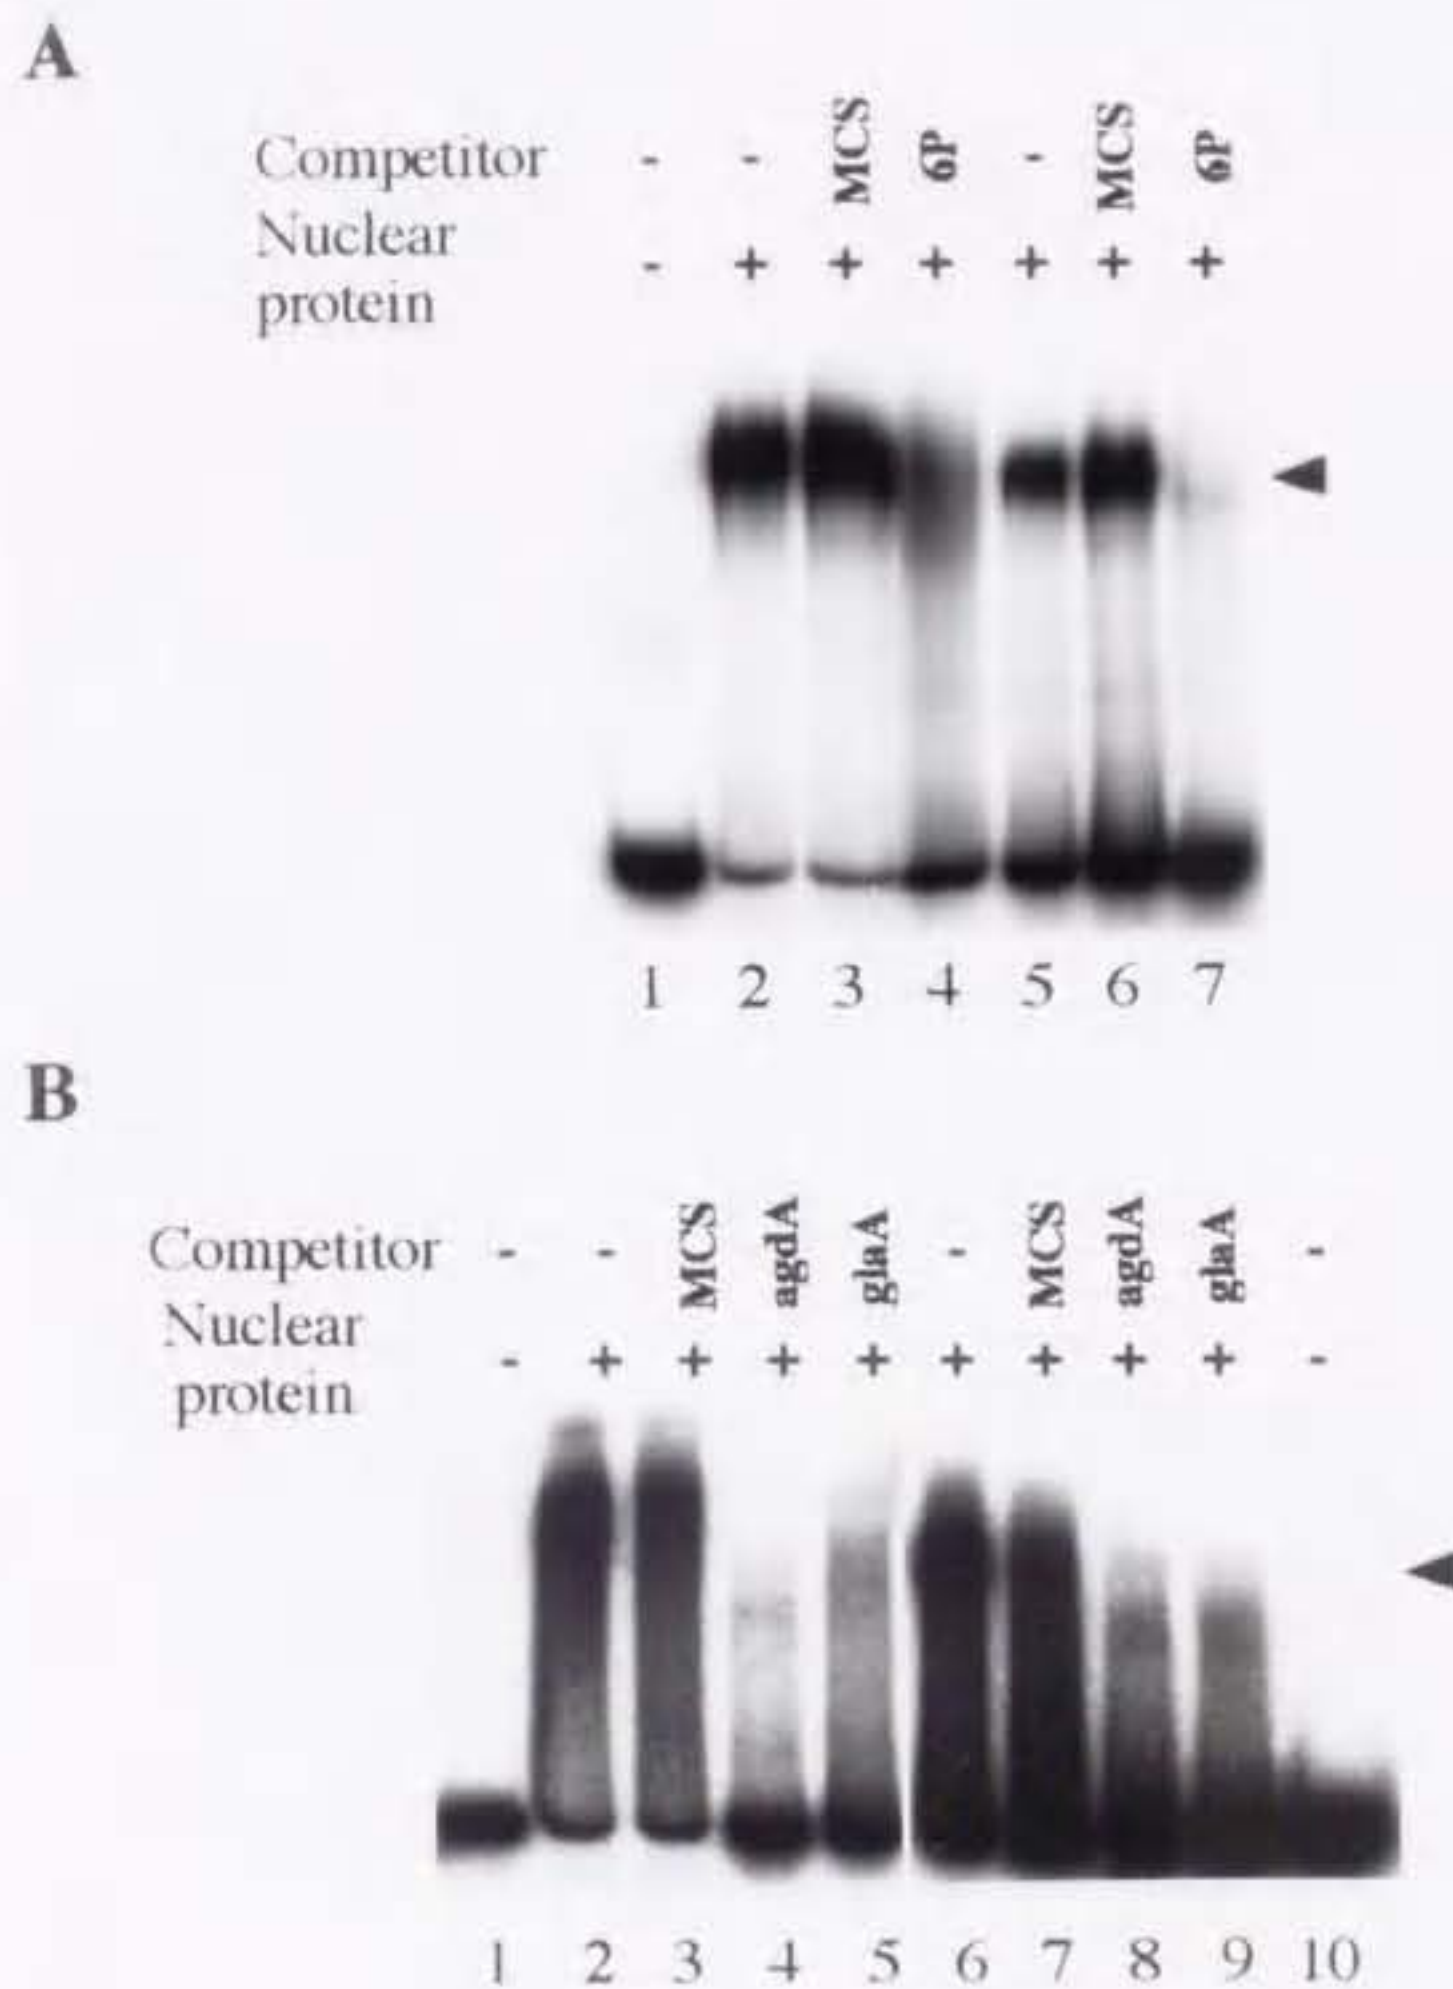 A
Competitor - - MCS 6P - MCS 6P
Nuclear
protein - + + + + + +
1 2 3 4 5 6 7
B
Competitor - - MCS agdA glaA - MCS agdA glaA -
Nuclear
protein - + + + + + + + + -
1 2 3 4 5 6 7 8 9 10